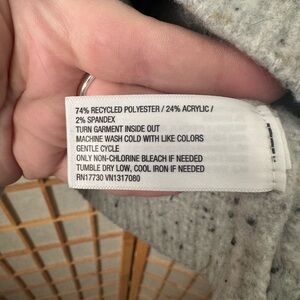 74% RECYCLED POLYESTER / 24% ACRYLIC /
2% SPANDEX
TURN GARMENT INSIDE OUT
MACHINE WASH COLD WITH LIKE COLORS
GENTLE CYCLE
ONLY NON-CHLORINE BLEACH IF NEEDED
TUMBLE DRY LOW, COOL IRON IF NEEDED
RN17730 VN1317080